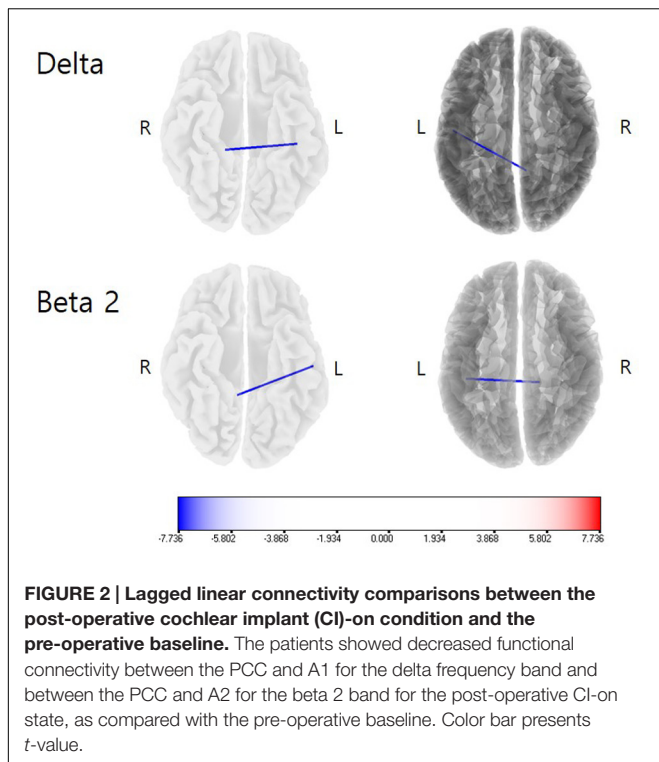 Delta
R
L
L
R
Beta 2
R
L
L
R
-7.736 -5.802 -3.868 -1.934 0.000 1.934 3.868 5.802 7.736
FIGURE 2 | Lagged linear connectivity comparisons between the
post-operative cochlear implant (CI)-on condition and the
pre-operative baseline. The patients showed decreased functional
connectivity between the PCC and A1 for the delta frequency band and
between the PCC and A2 for the beta 2 band for the post-operative CI-on
state, as compared with the pre-operative baseline. Color bar presents
t-value.